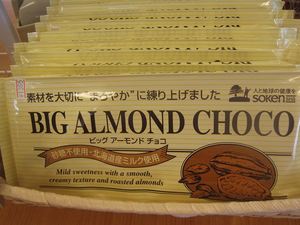 素材を大切に"まろやか"に練り上げました
人と地球の健康を
soken
BIG ALMOND CHOCO
ビッグ アーモンド チョコ
砂糖不使用・北海道産ミルク使用
Mild sweetness with a smooth,
creamy texture and roasted almonds